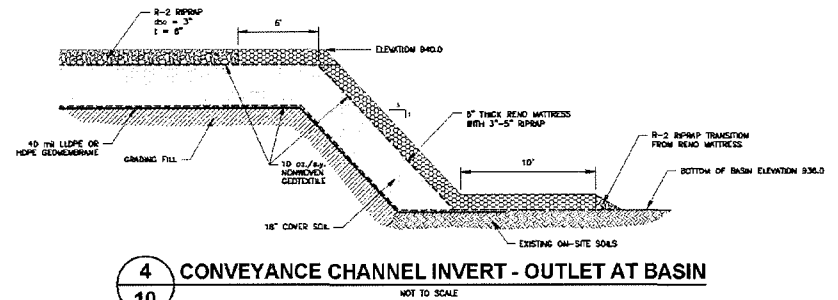 R-2 RIPRAP
d50 = 3"
t = 6"
6'
ELEVATION 940.0
3
1
6" THICK RENO MATTRESS
WITH 3"-5" RIPRAP
R-2 RIPRAP TRANSITION
FROM RENO MATTRESS
10'
BOTTOM OF BASIN ELEVATION 936.0
40 mil LLDPE OR
HDPE GEOMEMBRANE
GRADING FILL
10 oz./s.y.
NONWOVEN
GEOTEXTILE
18" COVER SOIL
EXISTING ON-SITE SOILS
4
10
CONVEYANCE CHANNEL INVERT - OUTLET AT BASIN
NOT TO SCALE